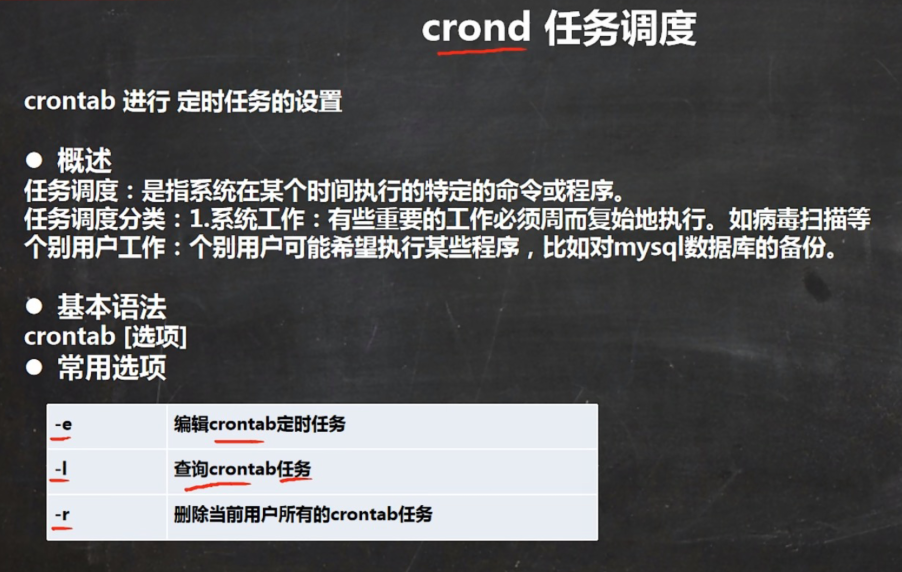 crond 任务调度
crontab 进行 定时任务的设置
● 概述
任务调度：是指系统在某个时间执行的特定的命令或程序。
任务调度分类：1.系统工作：有些重要的工作必须周而复始地执行。如病毒扫描等
个别用户工作：个别用户可能希望执行某些程序，比如对mysql数据库的备份。
● 基本语法
crontab [选项]
● 常用选项
-e 编辑crontab定时任务
-l 查询crontab任务
-r 删除当前用户所有的crontab任务